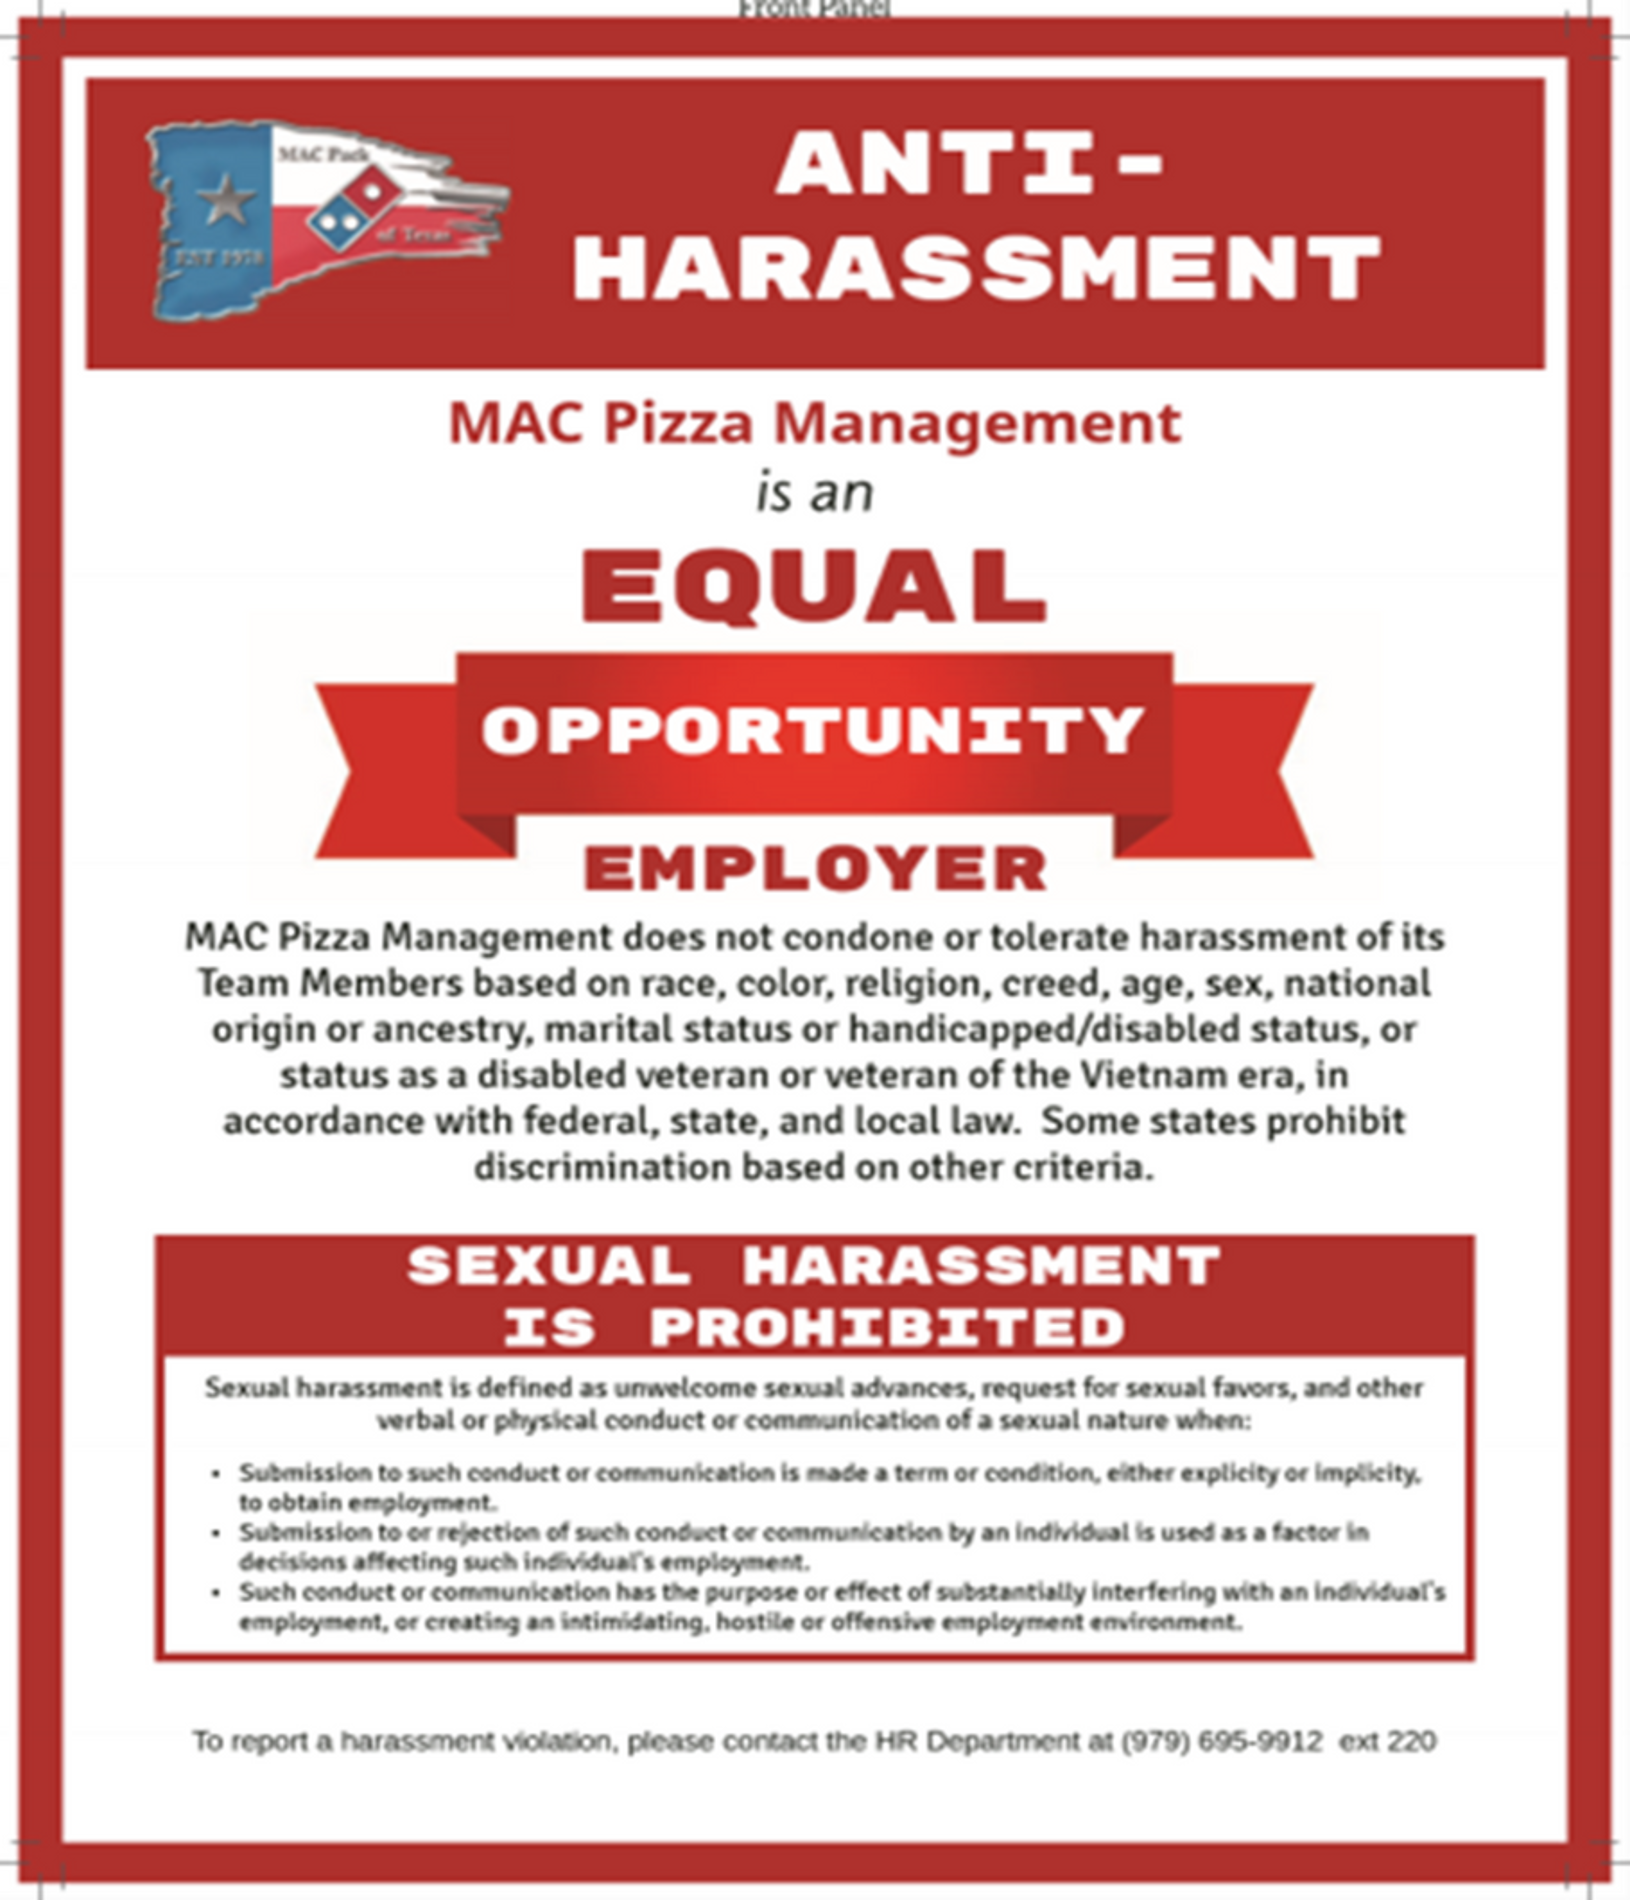 Front Panel
MAC Pack
of Texas
EST 1978
ANTI-
HARASSMENT
MAC Pizza Management
is an
EQUAL
OPPORTUNITY
EMPLOYER
MAC Pizza Management does not condone or tolerate harassment of its
Team Members based on race, color, religion, creed, age, sex, national
origin or ancestry, marital status or handicapped/disabled status, or
status as a disabled veteran or veteran of the Vietnam era, in
accordance with federal, state, and local law.  Some states prohibit
discrimination based on other criteria.
SEXUAL HARASSMENT
IS PROHIBITED
Sexual harassment is defined as unwelcome sexual advances, request for sexual favors, and other
verbal or physical conduct or communication of a sexual nature when:
• Submission to such conduct or communication is made a term or condition, either explicity or implicity,
to obtain employment.
• Submission to or rejection of such conduct or communication by an individual is used as a factor in
decisions affecting such individual's employment.
• Such conduct or communication has the purpose or effect of substantially interfering with an individual's
employment, or creating an intimidating, hostile or offensive employment environment.
To report a harassment violation, please contact the HR Department at (979) 695-9912  ext 220